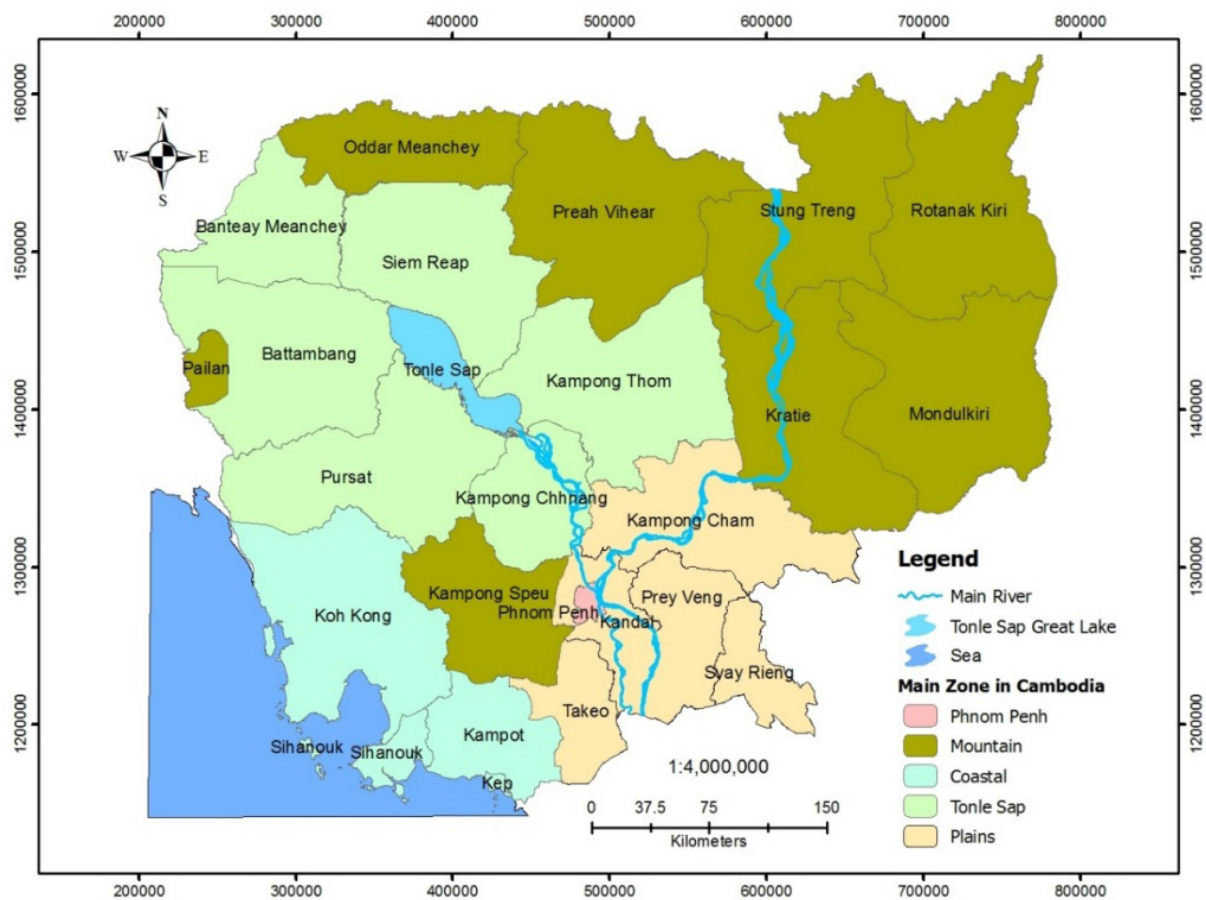 200000 300000 400000 500000 600000 700000 800000
1600000
1500000
1400000
1300000
1200000
1600000
1500000
1400000
1300000
1200000
N
W E
S
Oddar Meanchey
Preah Vihear
Stung Treng
Rotanak Kiri
Banteay Meanchey
Siem Reap
Battambang
Pailan
Tonle Sap
Kampong Thom
Kratie
Mondulkiri
Pursat
Kampong Chhnang
Kampong Cham
Koh Kong
Kampong Speu
Phnom Penh
Kandal
Prey Veng
Svay Rieng
Takeo
Kampot
Sihanouk
Sihanouk
Kep
1:4,000,000
0 37.5 75 150
Kilometers
Legend
Main River
Tonle Sap Great Lake
Sea
Main Zone in Cambodia
Phnom Penh
Mountain
Coastal
Tonle Sap
Plains
200000 300000 400000 500000 600000 700000 800000